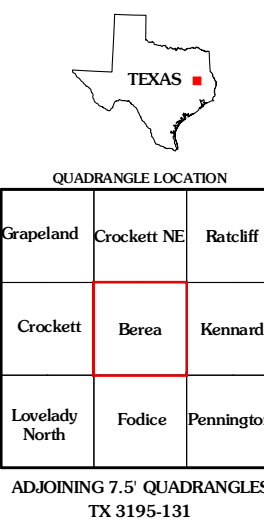 TEXAS
QUADRANGLE LOCATION
Grapeland Crockett NE Ratcliff
Crockett Berea Kennard
Lovelady North Fodice Pennington
ADJOINING 7.5' QUADRANGLES
TX 3195-131